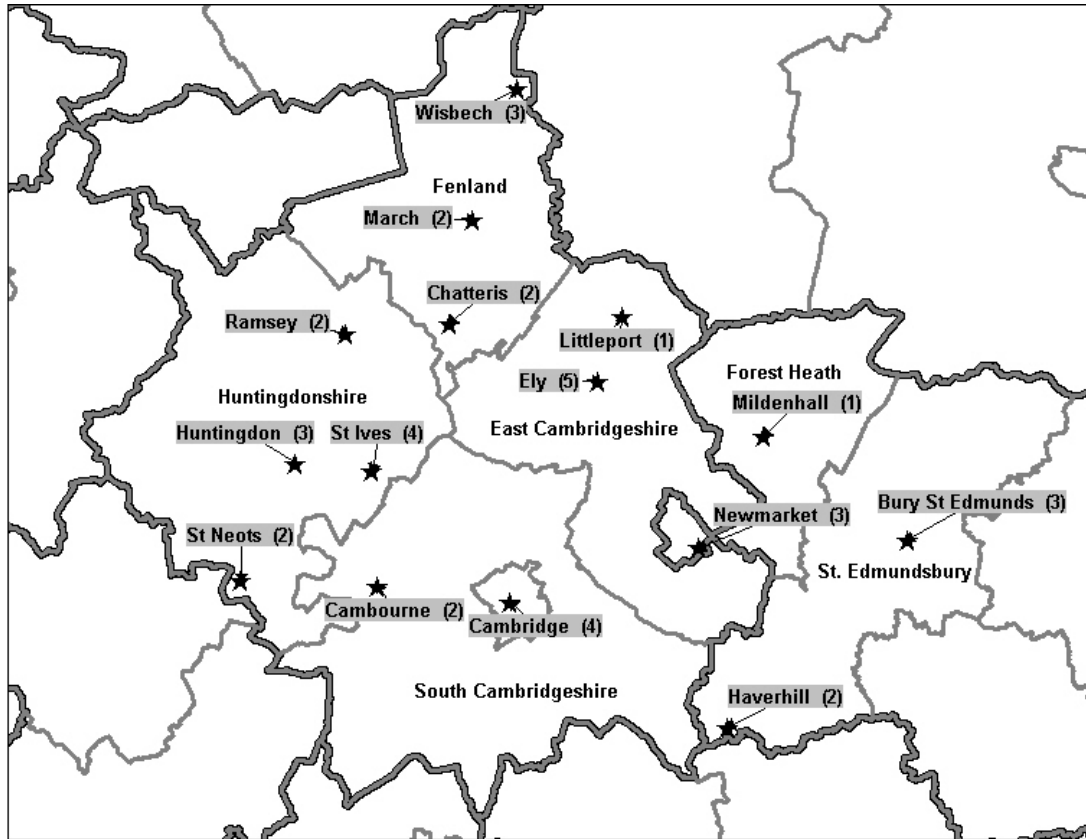 Wisbech (3)
Fenland
March (2)
Chatteris (2)
Ramsey (2)
Littleport (1)
Forest Heath
Ely (5)
Huntingdonshire
Mildenhall (1)
East Cambridgeshire
Huntingdon (3)
St Ives (4)
Bury St Edmunds (3)
Newmarket (3)
St Neots (2)
St. Edmundsbury
Cambourne (2)
Cambridge (4)
South Cambridgeshire
Haverhill (2)